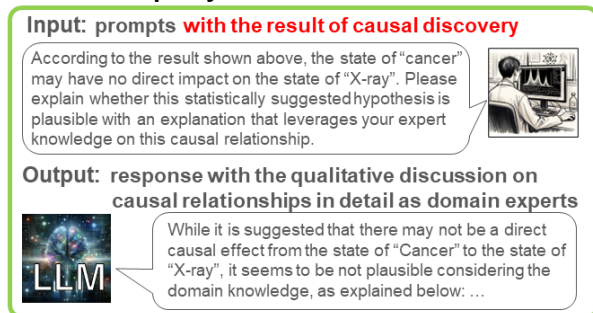 Input: prompts with the result of causal discovery
According to the result shown above, the state of “cancer”
may have no direct impact on the state of “X-ray”. Please
explain whether this statistically suggested hypothesis is
plausible with an explanation that leverages your expert
knowledge on this causal relationship.
Output: response with the qualitative discussion on
causal relationships in detail as domain experts
While it is suggested that there may not be a direct
causal effect from the state of “Cancer” to the state of
“X-ray”, it seems to be not plausible considering the
domain knowledge, as explained below: …
LLM